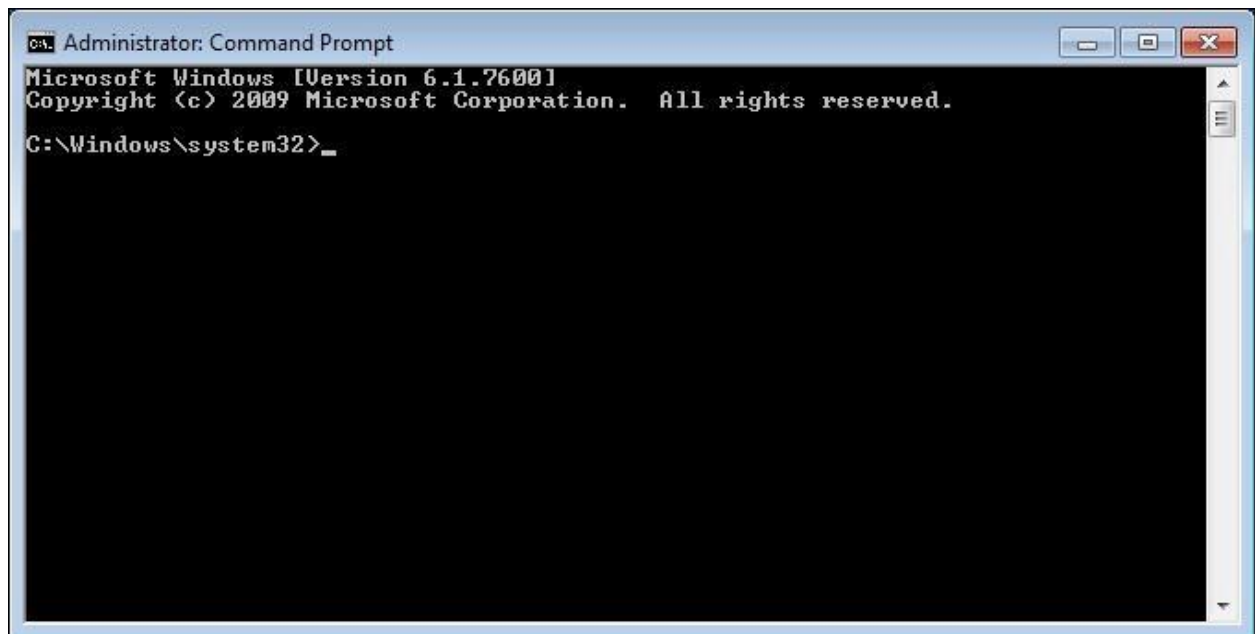 Administrator: Command Prompt
Microsoft Windows [Version 6.1.7600]
Copyright (c) 2009 Microsoft Corporation.  All rights reserved.
C:\Windows\system32>_